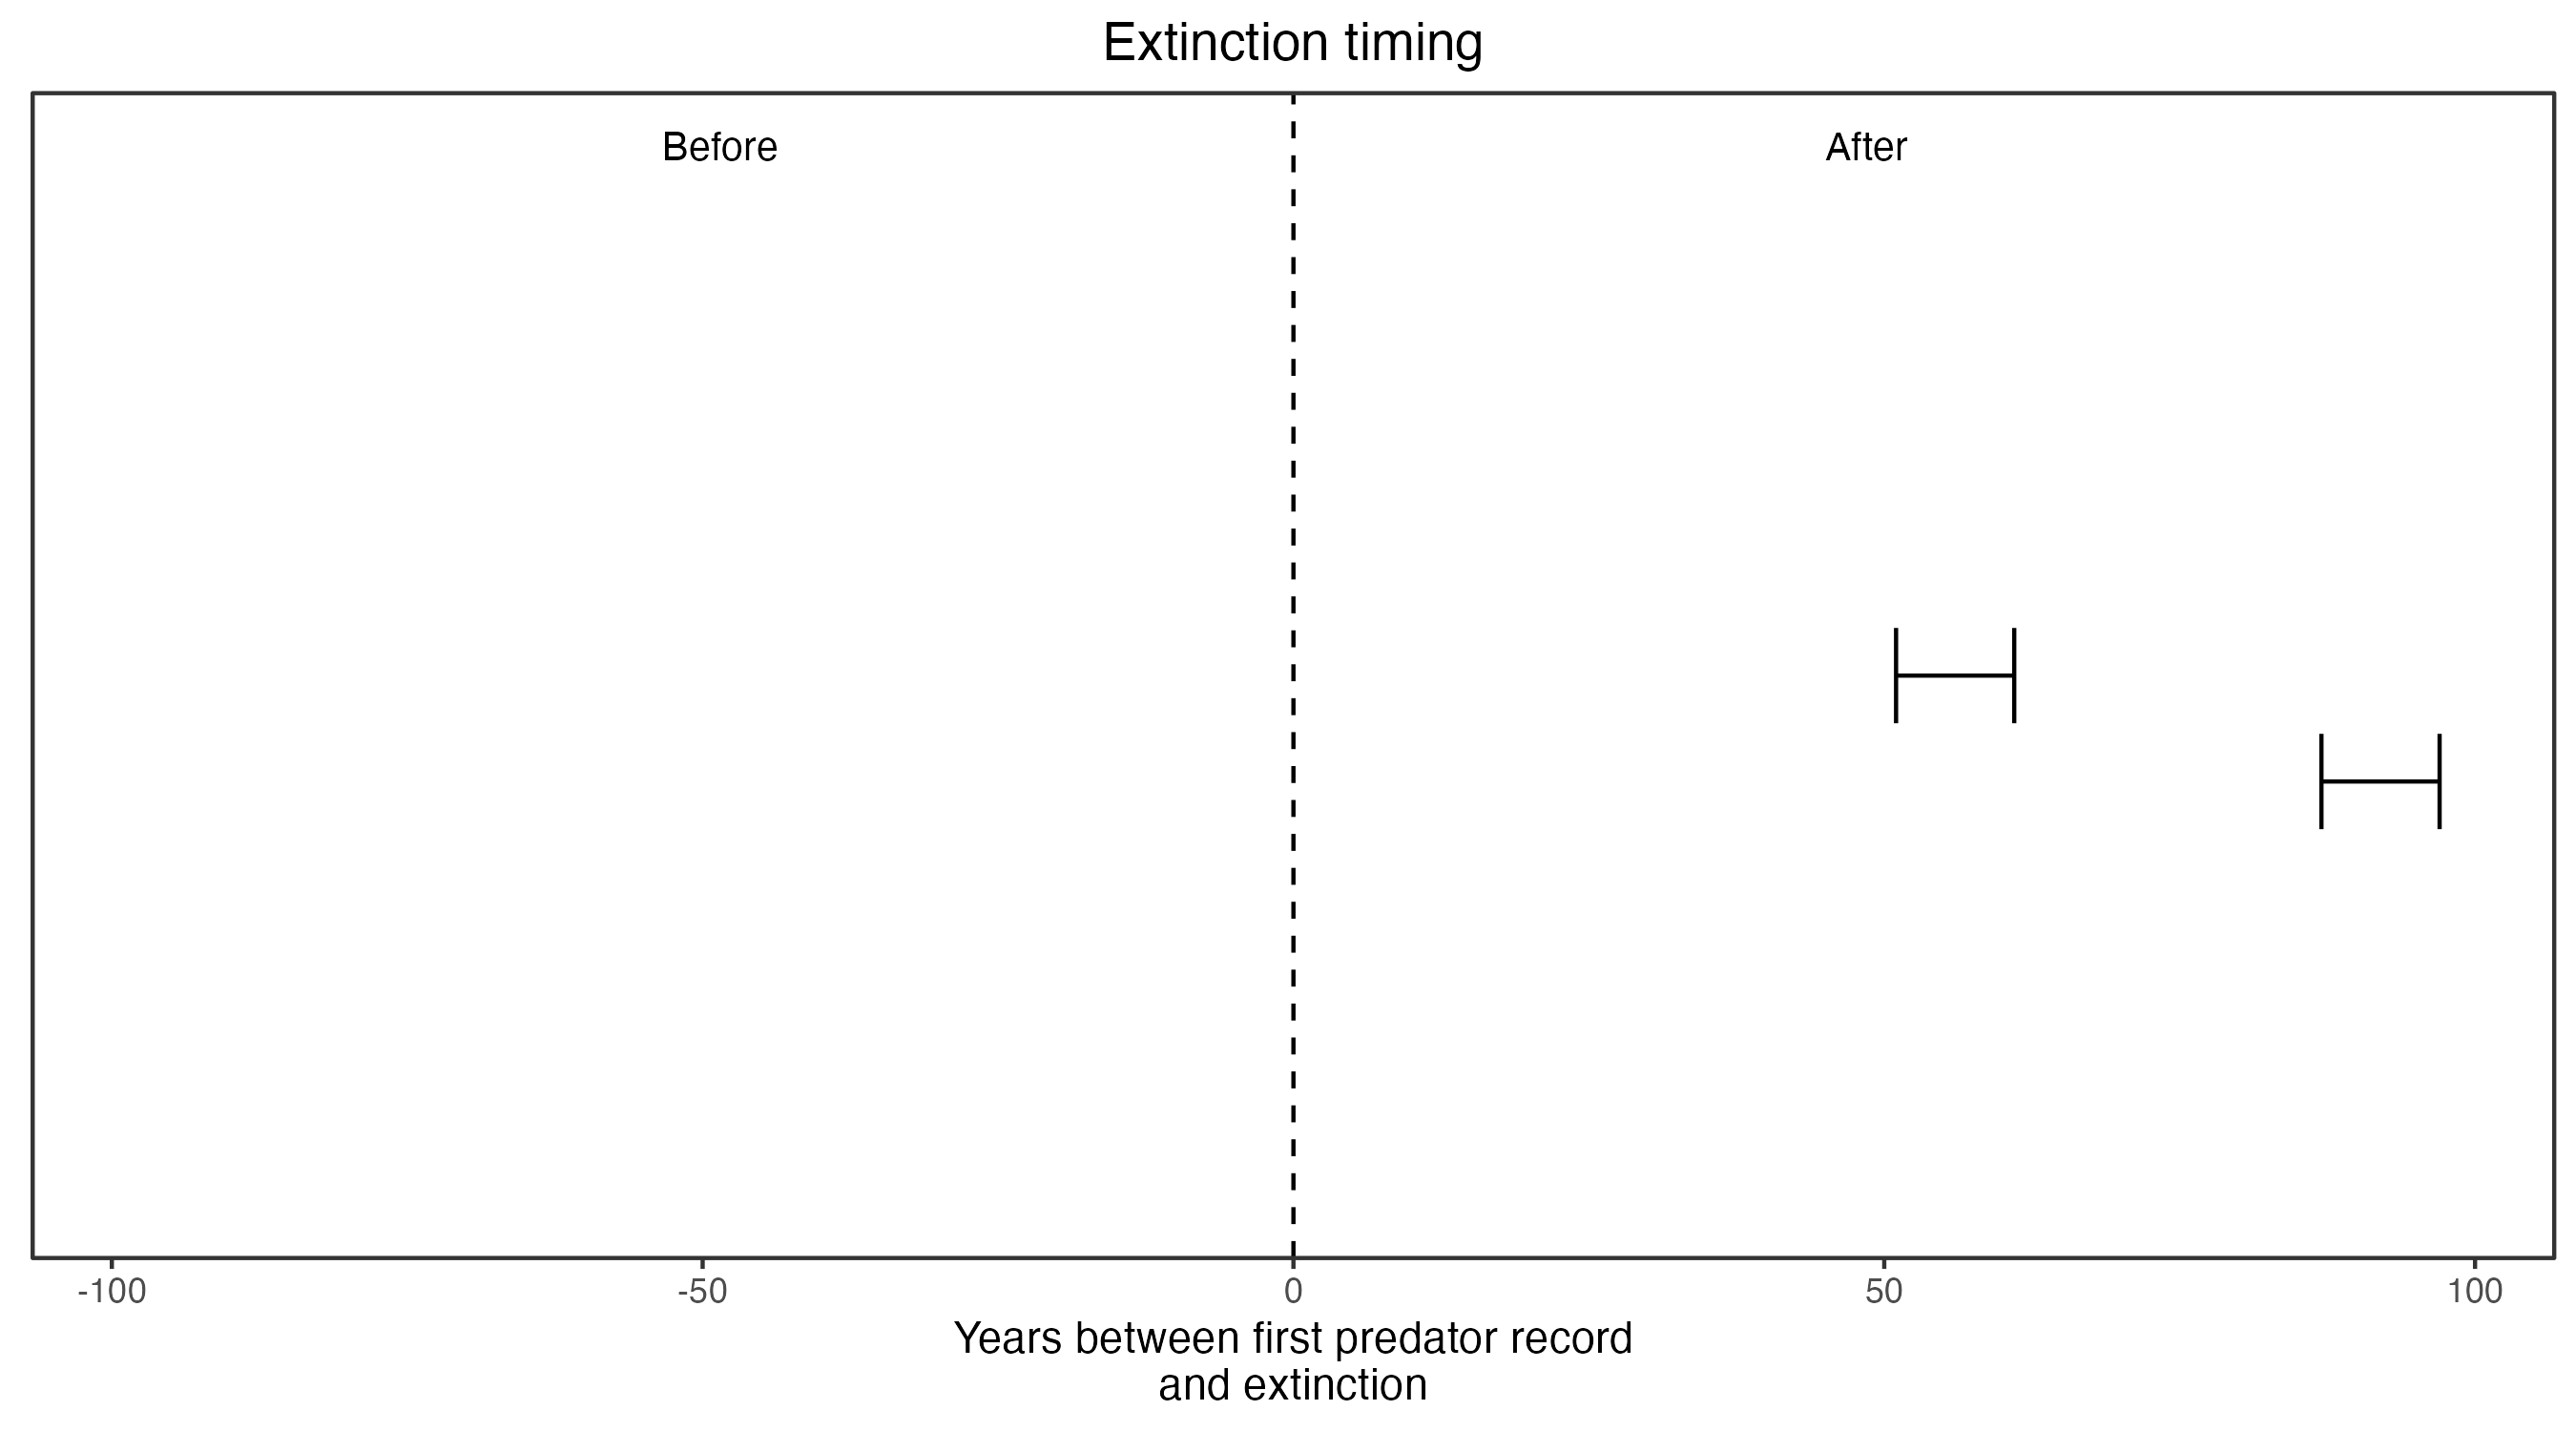 Extinction timing
Before After
-100 -50 0 50 100
Years between first predator record
and extinction